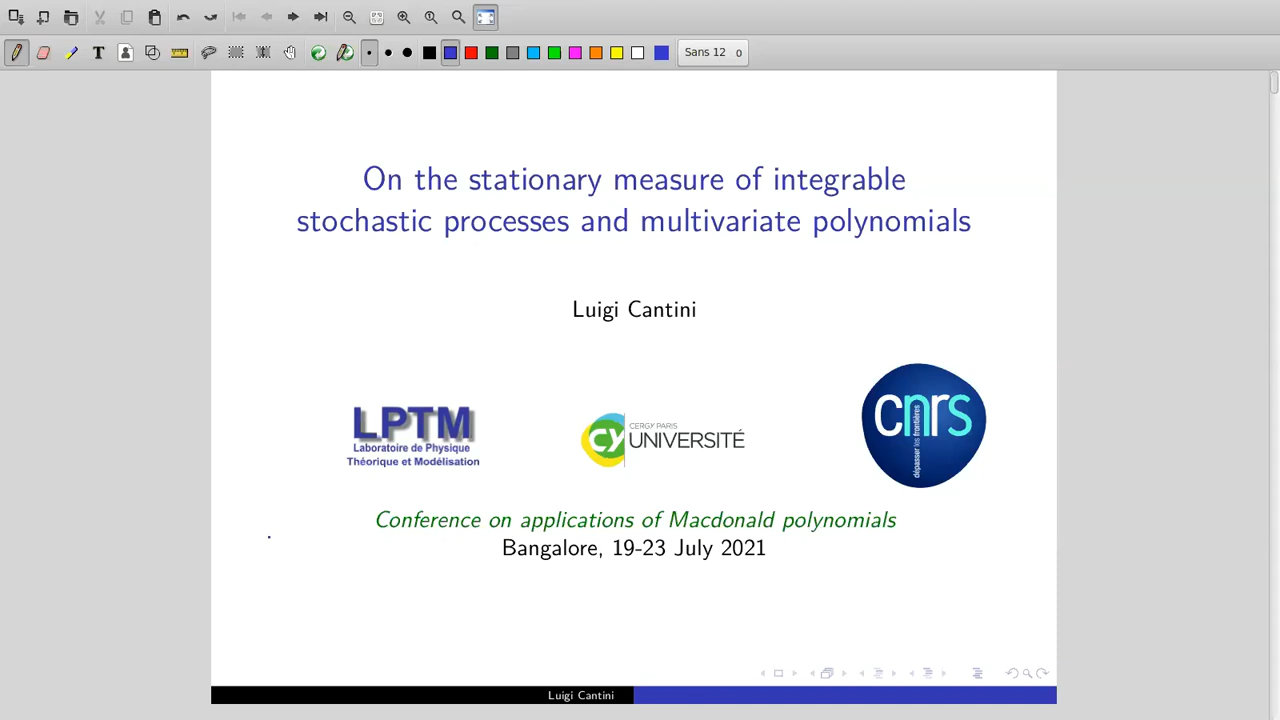 Sans 12 0
On the stationary measure of integrable
stochastic processes and multivariate polynomials
Luigi Cantini
LPTM
Laboratoire de Physique
Théorique et Modélisation
CY
CERGY PARIS
UNIVERSITÉ
cnrs
dépasser les frontières
Conference on applications of Macdonald polynomials
Bangalore, 19-23 July 2021
Luigi Cantini